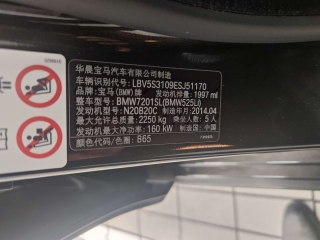 华晨宝马汽车有限公司制造
车辆识别代号: LBV5S3109ESJ51170
品牌: 宝马(BMW)牌 发动机排量: 1997 ml
整车型号: BMW7201SL(BMW525Li)
发动机型号: N20B20C 制造年月: 2014.04
最大允许总质量: 2250 kg 乘坐人数: 5 人
发动机最大净功率: 160 kW 制造国: 中国
颜色代码/色圈: B65